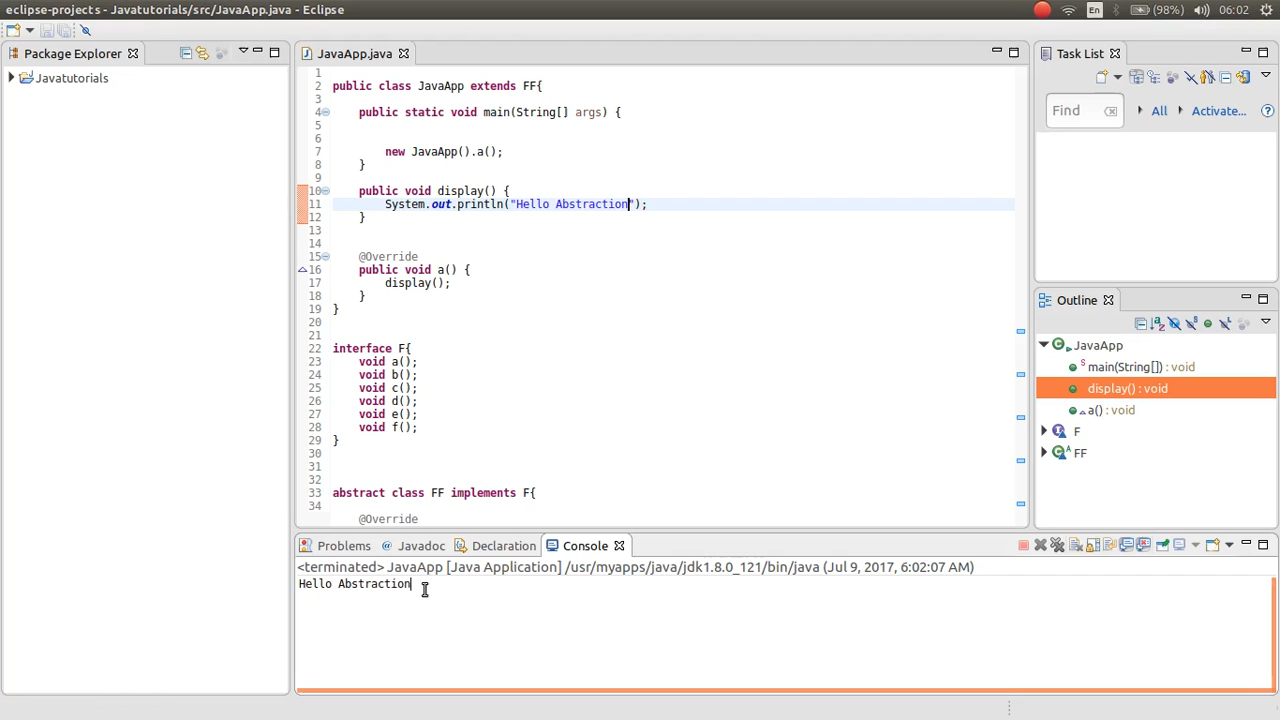 eclipse-projects - Javatutorials/src/JavaApp.java - Eclipse
En
(98%)
06:02
Package Explorer
Javatutorials
JavaApp.java
1
2 public class JavaApp extends FF{
3
4 public static void main(String[] args) {
5
6
7 new JavaApp().a();
8 }
9
10 public void display() {
11 System.out.println("Hello Abstraction");
12 }
13
14
15 @Override
16 public void a() {
17 display();
18 }
19 }
20
21
22 interface F{
23 void a();
24 void b();
25 void c();
26 void d();
27 void e();
28 void f();
29 }
30
31
32
33 abstract class FF implements F{
34
@Override
Task List
Find
All
Activate...
Outline
JavaApp
main(String[]) : void
display() : void
a() : void
F
FF
Problems
@ Javadoc
Declaration
Console
<terminated> JavaApp [Java Application] /usr/myapps/java/jdk1.8.0_121/bin/java (Jul 9, 2017, 6:02:07 AM)
Hello Abstraction